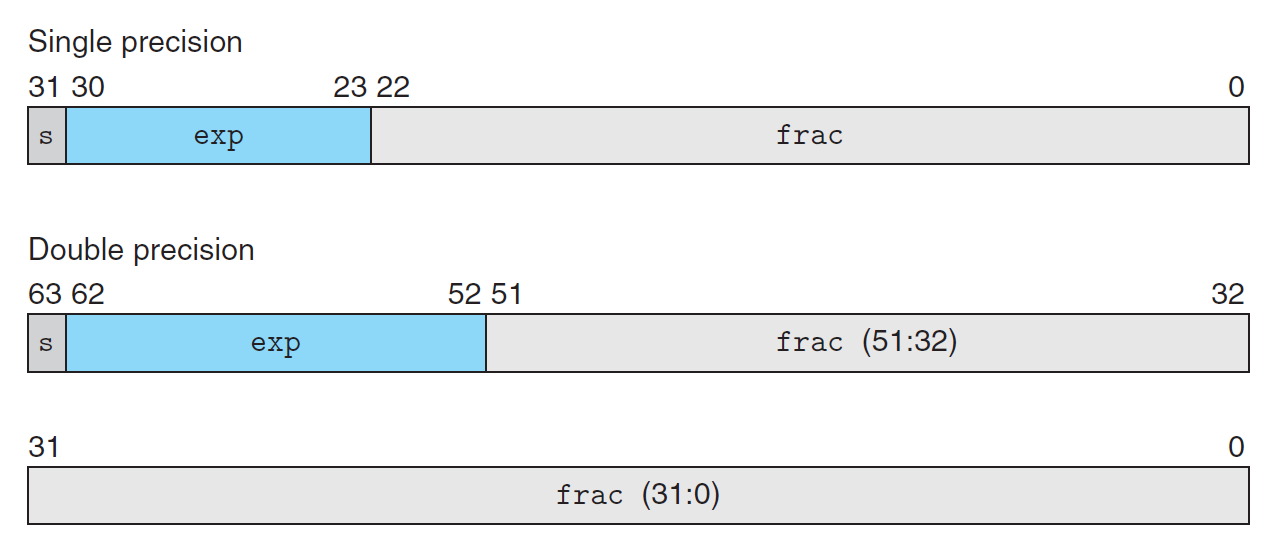 Single precision
31 30 23 22 0
s exp frac
Double precision
63 62 52 51 32
s exp frac (51:32)
31 0
frac (31:0)